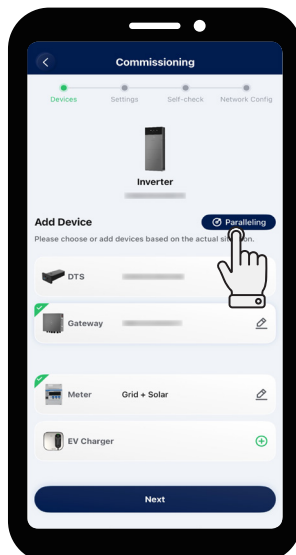 Commissioning
Devices Settings Self-check Network Config
Inverter
Add Device
Paralleling
Please choose or add devices based on the actual
DTS
Gateway
Meter Grid + Solar
EV Charger
Next